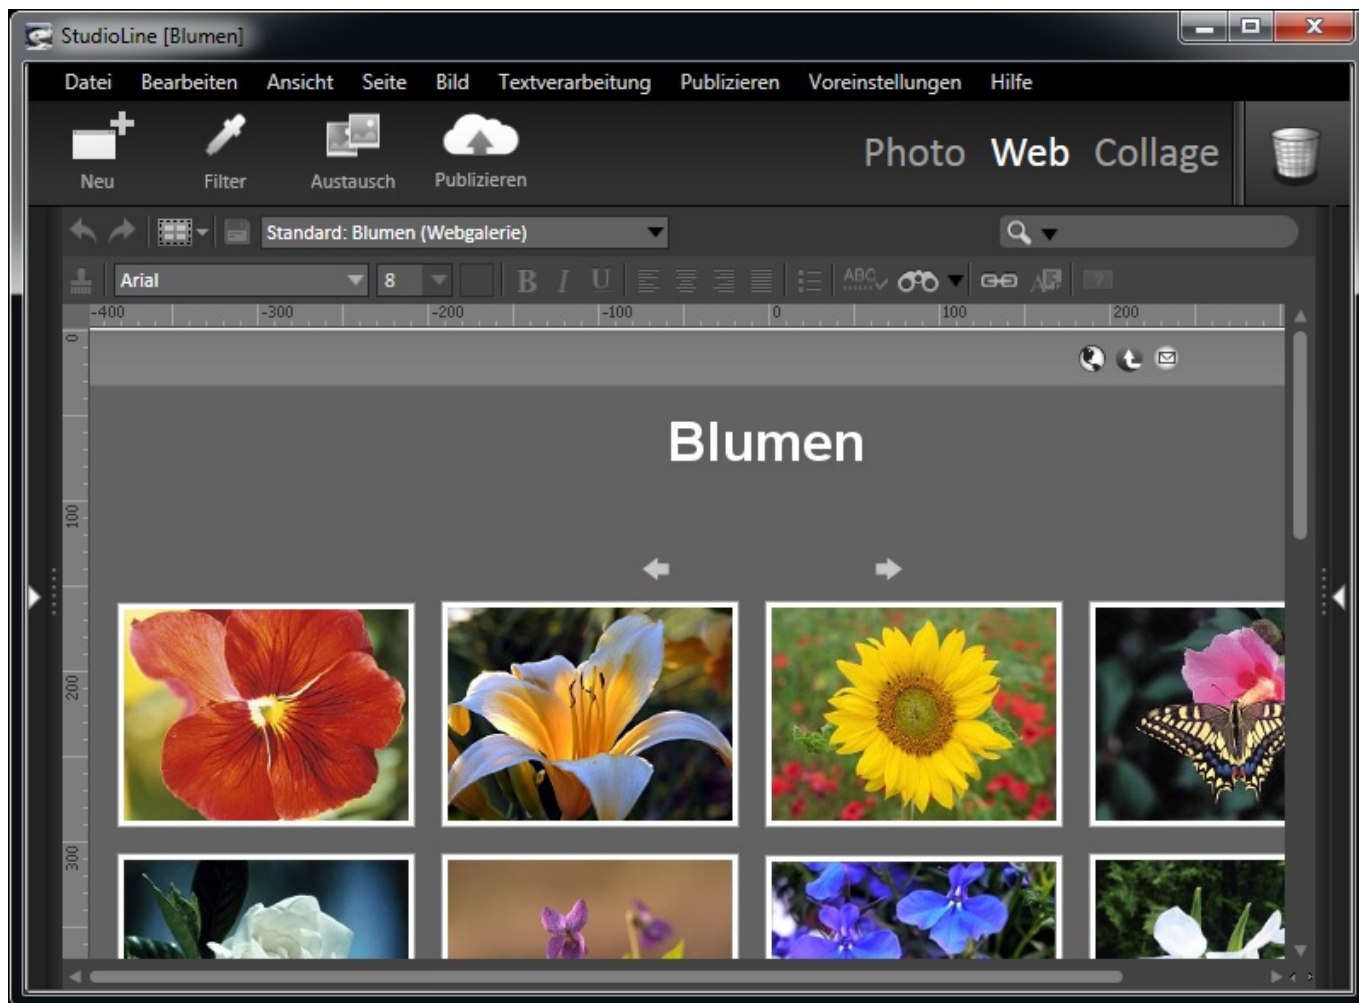 StudioLine [Blumen]
Datei Bearbeiten Ansicht Seite Bild Textverarbeitung Publizieren Voreinstellungen Hilfe
Neu Filter Austausch Publizieren
Photo Web Collage
Standard: Blumen (Webgalerie)
Arial 8 B I U ABC
-400 -300 -200 -100 0 100 200
0
Blumen
100
200
300